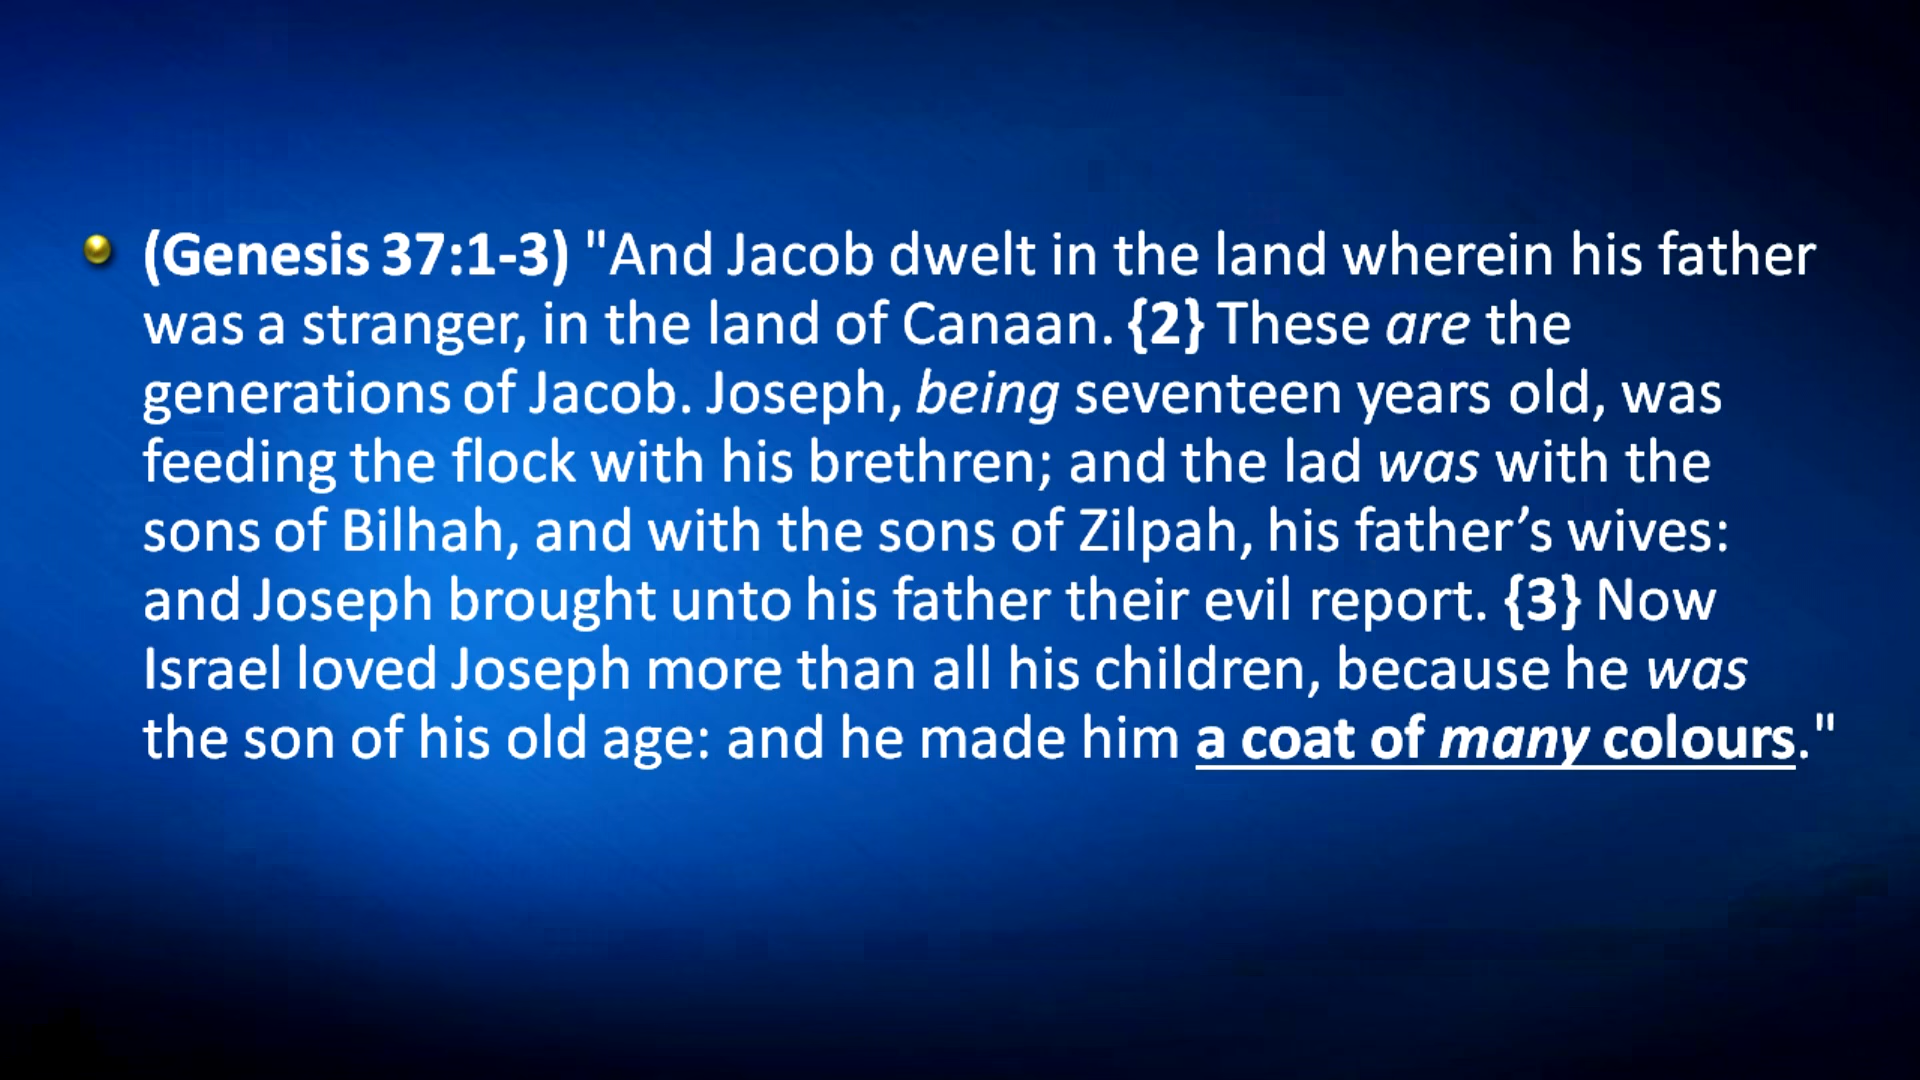 (Genesis 37:1-3) "And Jacob dwelt in the land wherein his father
was a stranger, in the land of Canaan. {2} These are the
generations of Jacob. Joseph, being seventeen years old, was
feeding the flock with his brethren; and the lad was with the
sons of Bilhah, and with the sons of Zilpah, his father’s wives:
and Joseph brought unto his father their evil report. {3} Now
Israel loved Joseph more than all his children, because he was
the son of his old age: and he made him a coat of many colours."